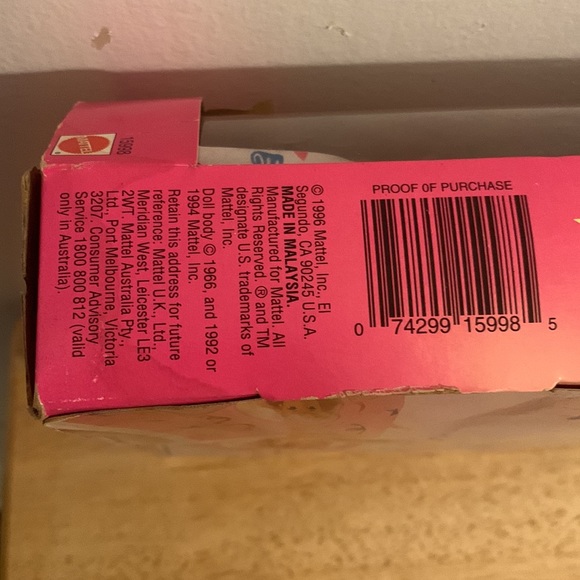 MATTEL
15998
PROOF OF PURCHASE
0 74299 15998 5
© 1996 Mattel, Inc., El
Segundo, CA 90245 U.S.A.
MADE IN MALAYSIA.
Manufactured for Mattel. All
Rights Reserved. ® and TM
designate U.S. trademarks of
Mattel, Inc.
Doll body © 1966, and 1992 or
1994 Mattel, Inc.
Retain this address for future
reference: Mattel U.K., Ltd.,
Meridian West, Leicester LE3
2WT. Mattel Australia Pty.,
Ltd., Port Melbourne, Victoria
3207. Consumer Advisory
Service 1800 800 812 (valid
only in Australia).